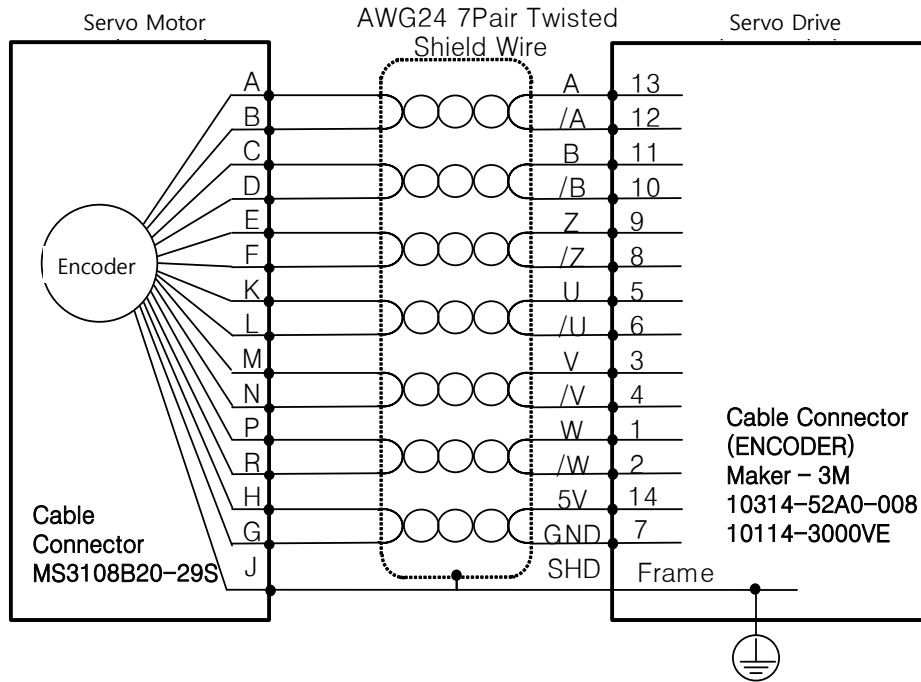 Servo Motor
AWG24 7Pair Twisted
Shield Wire
Servo Drive
A A 13
B /A 12
C B 11
D /B 10
E Z 9
F /Z 8
K U 5
L /U 6
M V 3
N /V 4
P W 1
R /W 2
H 5V 14
G GND 7
J SHD Frame
Encoder
Cable
Connector
MS3108B20-29S
Cable Connector
(ENCODER)
Maker - 3M
10314-52A0-008
10114-3000VE